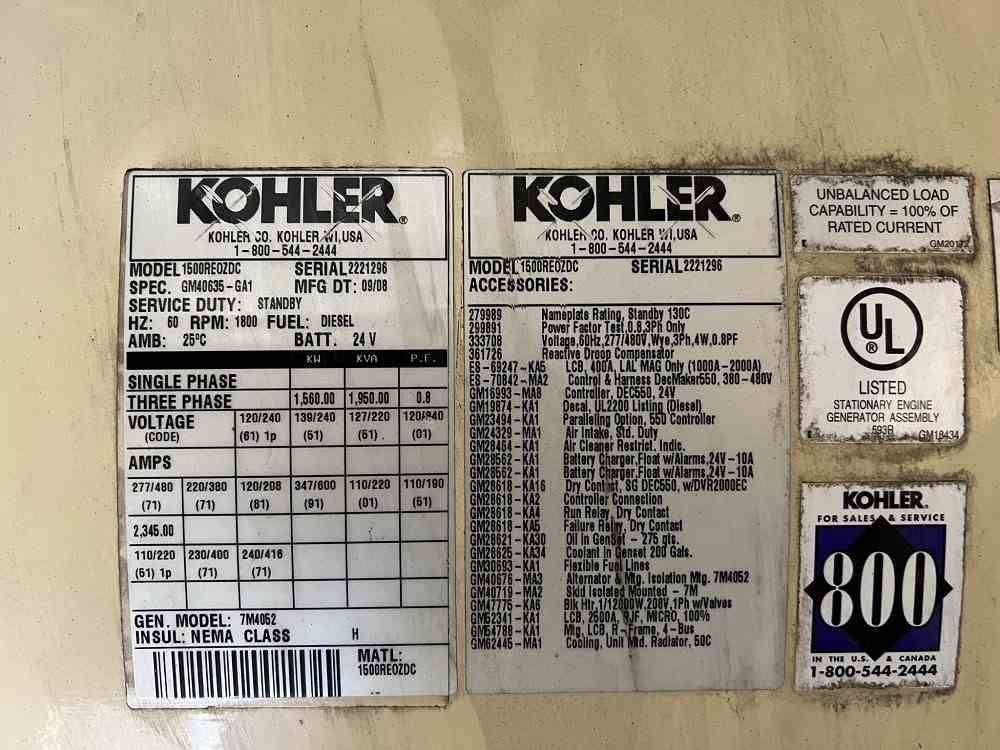 KOHLER®
KOHLER CO. KOHLER WI,USA
1-800-544-2444
MODEL 1500REOZDC SERIAL 2221296
SPEC. GM40635-GA1 MFG DT: 09/08
SERVICE DUTY: STANDBY
HZ: 60 RPM: 1800 FUEL: DIESEL
AMB: 25ºC BATT. 24 V
KW KVA P.F.
SINGLE PHASE
THREE PHASE 1,560.00 1,950.00 0.8
VOLTAGE 120/240 139/240 127/220 120/240
(CODE) (61) 1p (51) (51) (01)
AMPS
277/480 220/380 120/208 347/600 110/220 110/190
(71) (71) (81) (91) (01) (51)
2,345.00
110/220 230/400 240/416
(61) 1p (71) (71)
GEN. MODEL: 7M4052
INSUL: NEMA CLASS H
MATL:
1500REOZDC
KOHLER®
KOHLER CO. KOHLER WI,USA
1-800-544-2444
MODEL 1500REOZDC SERIAL 2221296
ACCESSORIES:
279989 Nameplate Rating, Standby 130C
299891 Power Factor Test,0.8,3Ph Only
333708 Voltage,60Hz,277/480V,Wye,3Ph,4W,0.8PF
361726 Reactive Droop Compensator
ES-69247-KA5 LCB, 400A, LAL MAG Only (1000A-2000A)
ES-70842-MA2 Control & Harness DecMaker550, 380-480V
GM16993-MA8 Controller, DEC550, 24V
GM19874-KA1 Decal, UL2200 Listing (Diesel)
GM23494-KA1 Paralleling Option, 550 Controller
GM24329-MA1 Air Intake, Std. Duty
GM28464-KA1 Air Cleaner Restrict. Indic.
GM28562-KA1 Battery Charger,Float w/Alarms,24V-10A
GM28562-KA1 Battery Charger,Float w/Alarms,24V-10A
GM28618-KA16 Dry Contact, SG DEC550, w/DVR2000EC
GM28618-KA2 Controller Connection
GM28618-KA4 Run Relay, Dry Contact
GM28618-KA5 Failure Relay, Dry Contact
GM28621-KA30 Oil in GenSet - 275 qts.
GM28625-KA34 Coolant in Genset 200 Gals.
GM30693-KA1 Flexible Fuel Lines
GM40676-MA3 Alternator & Mtg. Isolation Mtg. 7M4052
GM40719-MA2 Skid Isolated Mounted - 7M
GM47775-KA6 Blk Htr,1/12000W,208V,1Ph w/Valves
GM52341-KA1 LCB, 2500A, RJF, MICRO, 100%
GM54788-KA1 Mtg, LCB, R-Frame, 4-Bus
GM62445-MA1 Cooling, Unit Mtd. Radiator, 50C
UNBALANCED LOAD
CAPABILITY = 100% OF
RATED CURRENT
UL®
LISTED
STATIONARY ENGINE
GENERATOR ASSEMBLY
593R
GM18434
KOHLER®
FOR SALES & SERVICE
800
IN THE U.S. & CANADA
1-800-544-2444